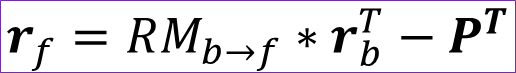 r_f = RM_{b→f} * r_b^T − P^T